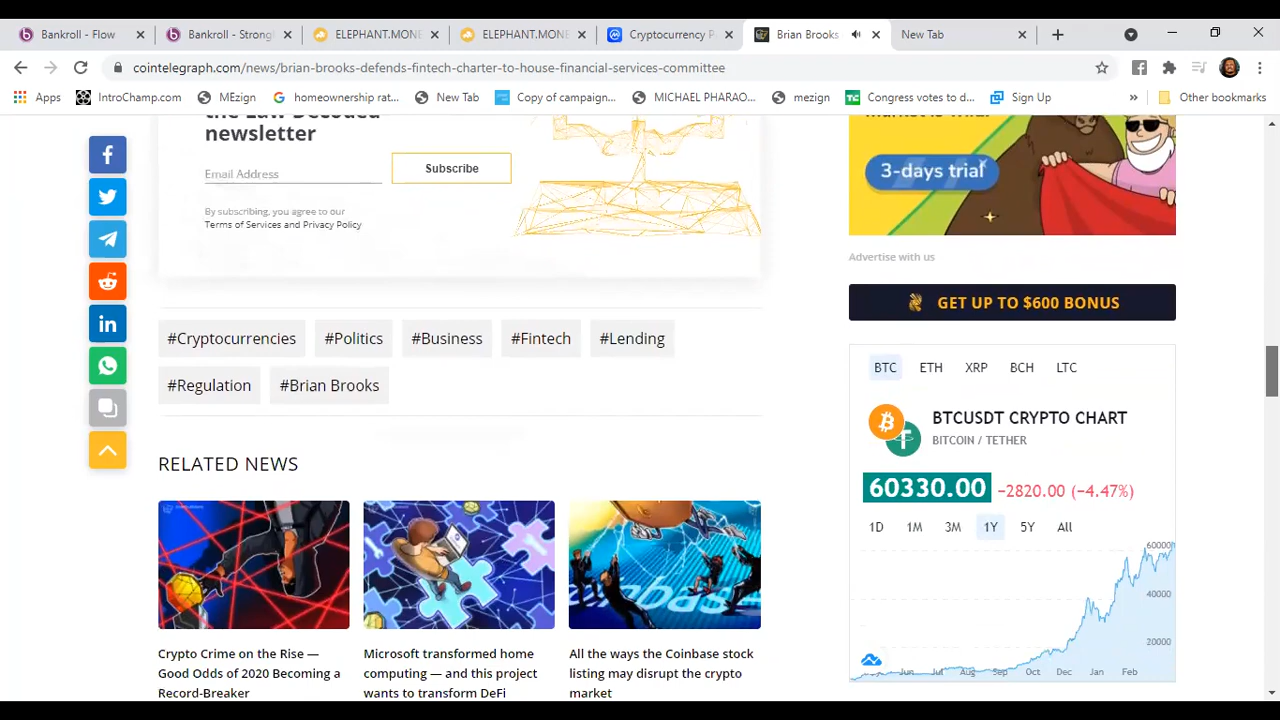 Bankroll - Flow
Bankroll - Strong
ELEPHANT.MONE
ELEPHANT.MONE
Cryptocurrency P
Brian Brooks
New Tab
cointelegraph.com/news/brian-brooks-defends-fintech-charter-to-house-financial-services-committee
Apps
IntroChamp.com
MEzign
homeownership rat...
New Tab
Copy of campaign...
MICHAEL PHARAO...
mezign
Congress votes to d...
Sign Up
»
Other bookmarks
the Law Decoded
newsletter
Email Address
Subscribe
By subscribing, you agree to our
Terms of Services and Privacy Policy
#Cryptocurrencies
#Politics
#Business
#Fintech
#Lending
#Regulation
#Brian Brooks
RELATED NEWS
Crypto Crime on the Rise —
Good Odds of 2020 Becoming a
Record-Breaker
Microsoft transformed home
computing — and this project
wants to transform DeFi
All the ways the Coinbase stock
listing may disrupt the crypto
market
3-days trial
Advertise with us
GET UP TO $600 BONUS
BTC
ETH
XRP
BCH
LTC
BTCUSDT CRYPTO CHART
BITCOIN / TETHER
60330.00
−2820.00 (−4.47%)
1D
1M
3M
1Y
5Y
All
60000
40000
20000
Jun
Jul
Aug
Sep
Oct
Dec
Jan
Feb